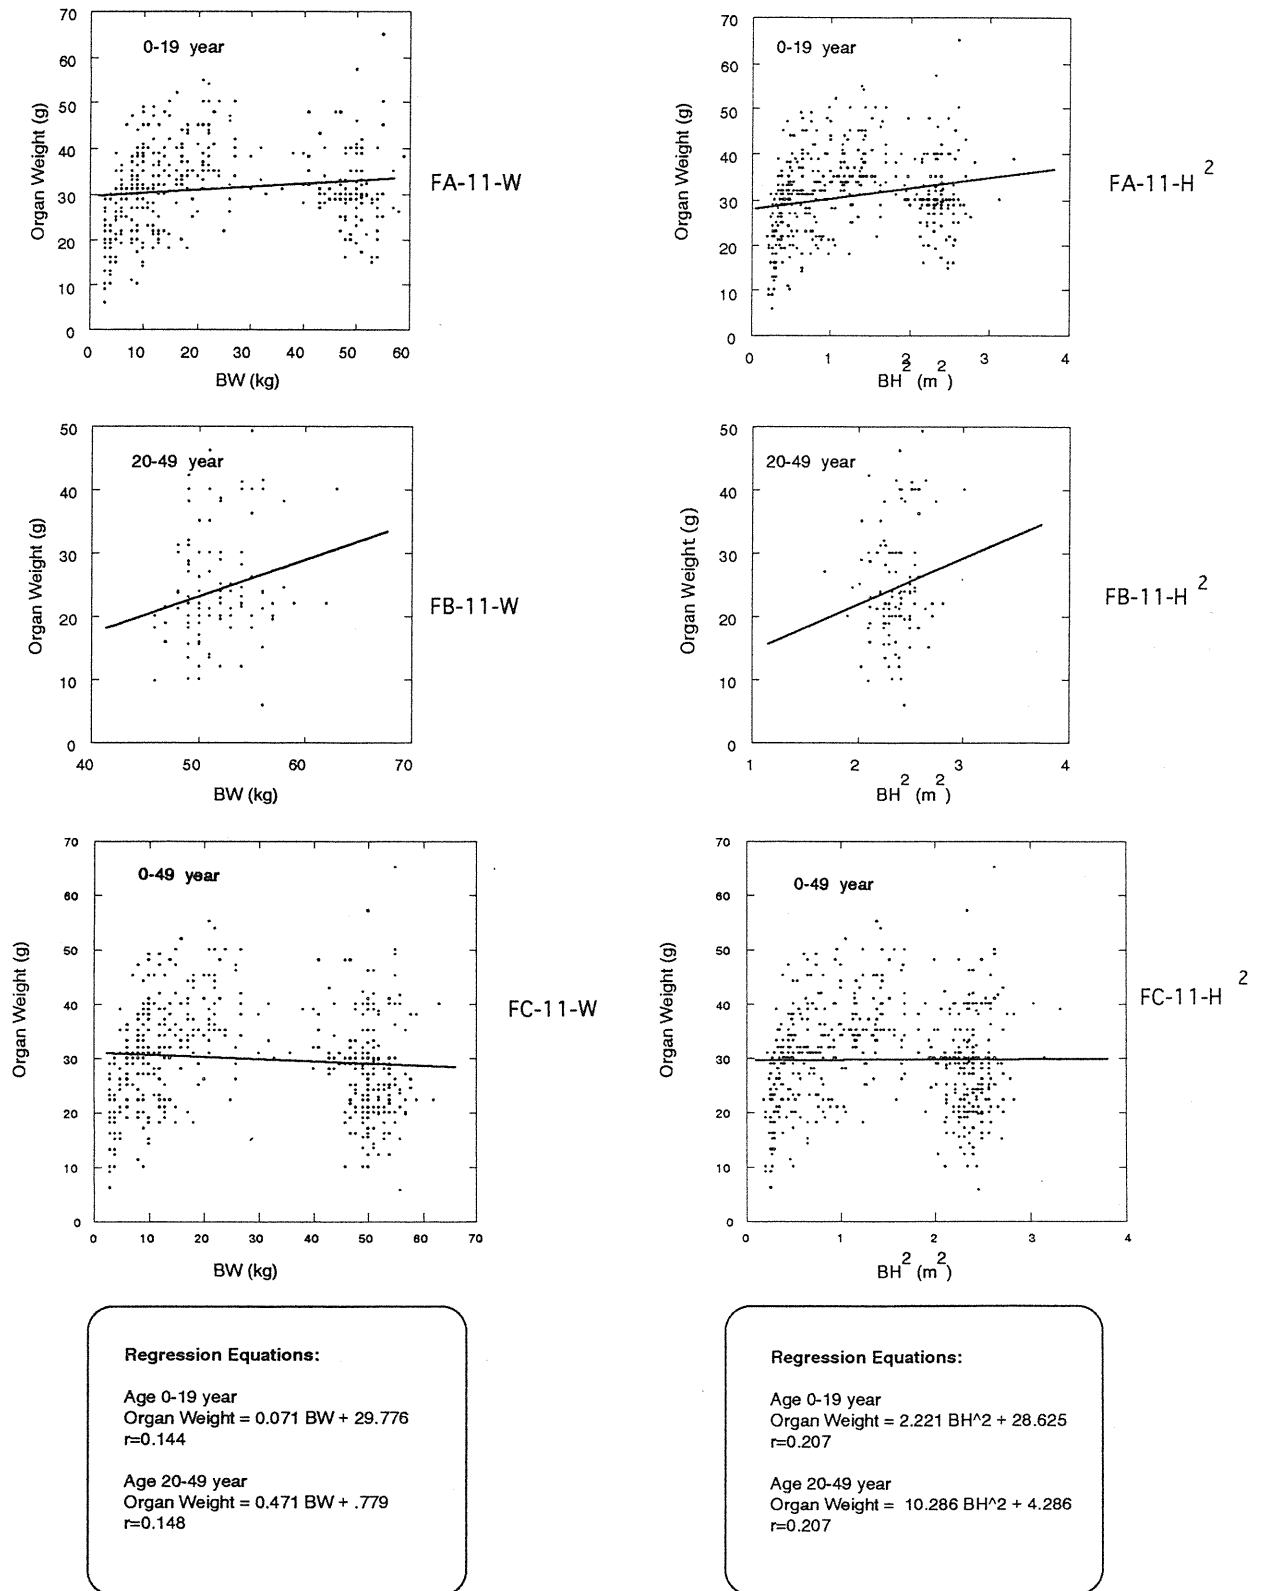 70
60
50
40
30
20
10
0
Organ Weight (g)
0-19 year
0 10 20 30 40 50 60
BW (kg)
FA-11-W
70
60
50
40
30
20
10
0
Organ Weight (g)
0-19 year
0 1 2 3 4
BH² (m²)
FA-11-H²
50
40
30
20
10
0
Organ Weight (g)
20-49 year
40 50 60 70
BW (kg)
FB-11-W
50
40
30
20
10
0
Organ Weight (g)
20-49 year
1 2 3 4
BH² (m²)
FB-11-H²
70
60
50
40
30
20
10
0
Organ Weight (g)
0-49 year
0 10 20 30 40 50 60 70
BW (kg)
FC-11-W
70
60
50
40
30
20
10
0
Organ Weight (g)
0-49 year
0 1 2 3 4
BH² (m²)
FC-11-H²
Regression Equations:
Age 0-19 year
Organ Weight = 0.071 BW + 29.776
r=0.144
Age 20-49 year
Organ Weight = 0.471 BW + .779
r=0.148
Regression Equations:
Age 0-19 year
Organ Weight = 2.221 BH^2 + 28.625
r=0.207
Age 20-49 year
Organ Weight = 10.286 BH^2 + 4.286
r=0.207